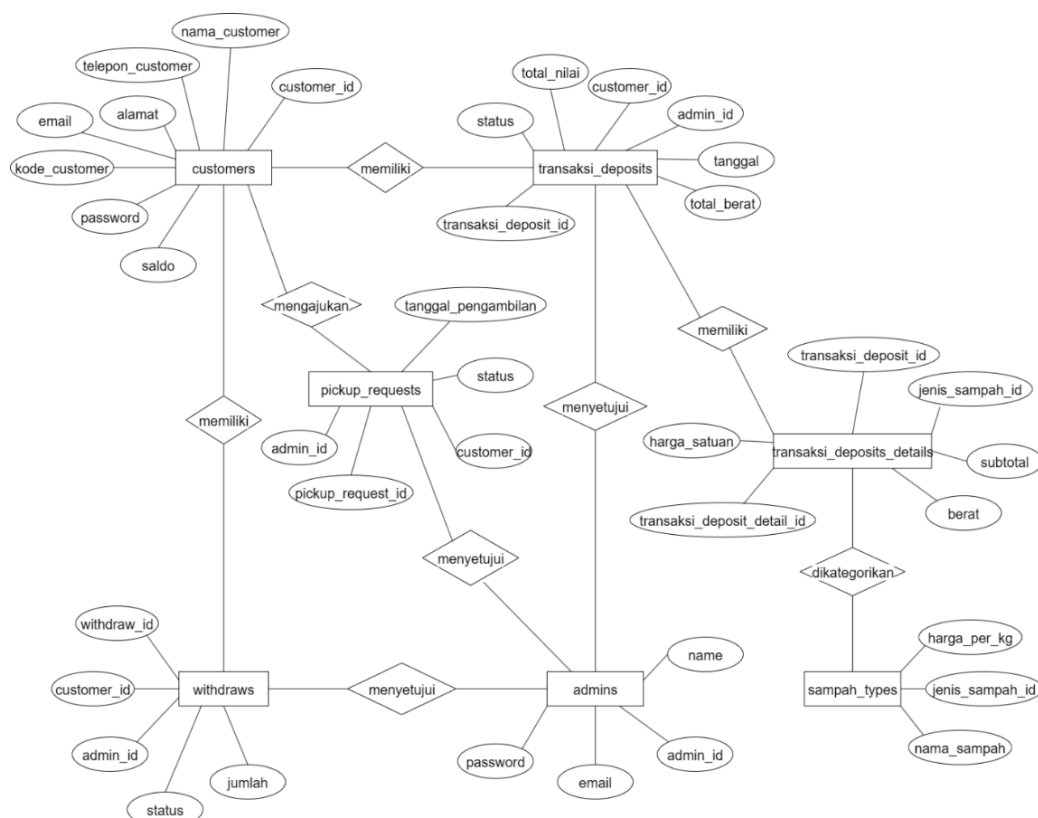 nama_customer
telepon_customer
customer_id
email
alamat
kode_customer
customers
password
saldo
memiliki
total_nilai
customer_id
status
admin_id
transaksi_deposits
tanggal
total_berat
transaksi_deposit_id
mengajukan
tanggal_pengambilan
pickup_requests
status
admin_id
customer_id
pickup_request_id
memiliki
menyetujui
memiliki
transaksi_deposit_id
jenis_sampah_id
harga_satuan
transaksi_deposits_details
subtotal
transaksi_deposit_detail_id
berat
menyetujui
dikategorikan
withdraw_id
customer_id
withdraws
admin_id
jumlah
status
menyetujui
name
admins
password
admin_id
email
harga_per_kg
sampah_types
jenis_sampah_id
nama_sampah